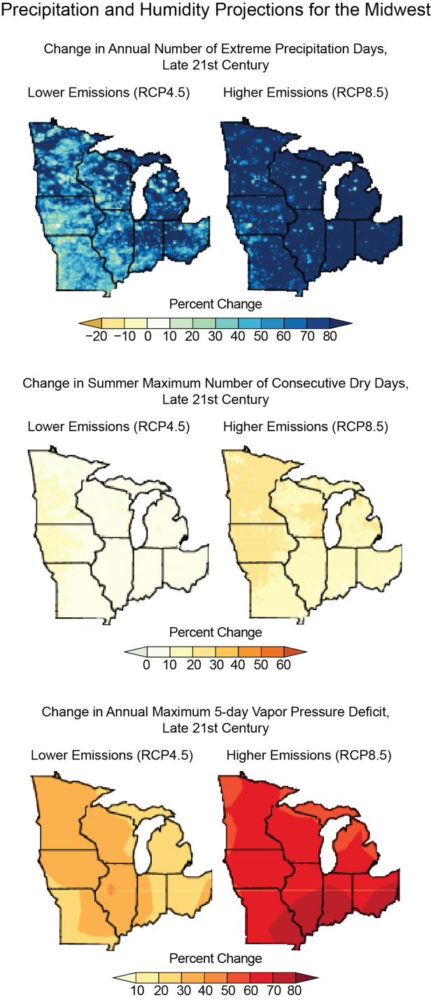 Precipitation and Humidity Projections for the Midwest
Change in Annual Number of Extreme Precipitation Days,
Late 21st Century
Lower Emissions (RCP4.5) Higher Emissions (RCP8.5)
Percent Change
−20 −10 0 10 20 30 40 50 60 70 80
Change in Summer Maximum Number of Consecutive Dry Days,
Late 21st Century
Lower Emissions (RCP4.5) Higher Emissions (RCP8.5)
Percent Change
0 10 20 30 40 50 60
Change in Annual Maximum 5-day Vapor Pressure Deficit,
Late 21st Century
Lower Emissions (RCP4.5) Higher Emissions (RCP8.5)
Percent Change
10 20 30 40 50 60 70 80